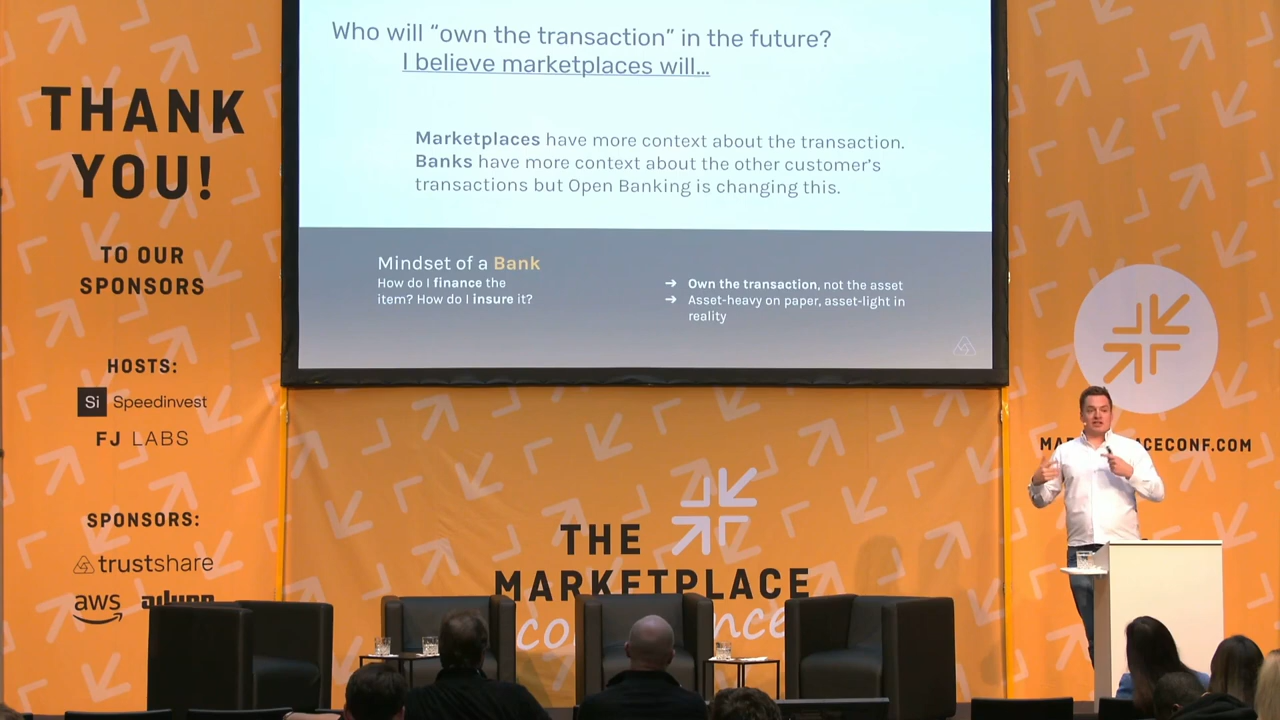 THANK
YOU!
TO OUR
SPONSORS
HOSTS:
Si Speedinvest
FJ LABS
SPONSORS:
trustshare
aws adyen
Who will “own the transaction” in the future?
I believe marketplaces will...
Marketplaces have more context about the transaction.
Banks have more context about the other customer's
transactions but Open Banking is changing this.
Mindset of a Bank
How do I finance the
item? How do I insure it?
➔ Own the transaction, not the asset
➔ Asset-heavy on paper, asset-light in
reality
THE
MARKETPLACE